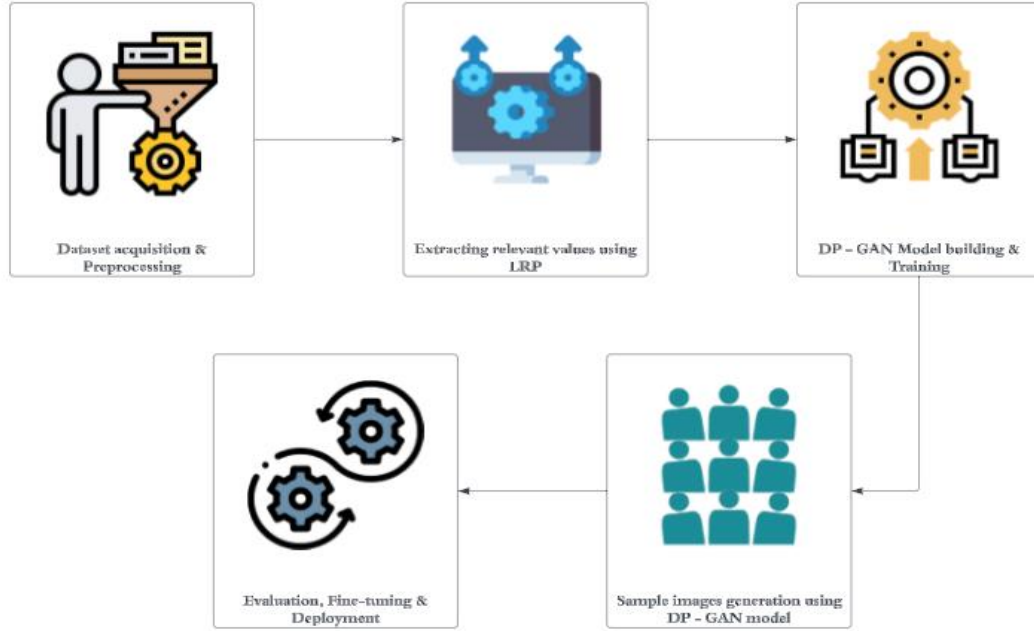 Dataset acquisition &
Preprocessing
Extracting relevant values using
LRP
DP - GAN Model building &
Training
Evaluation, Fine-tuning &
Deployment
Sample images generation using
DP - GAN model